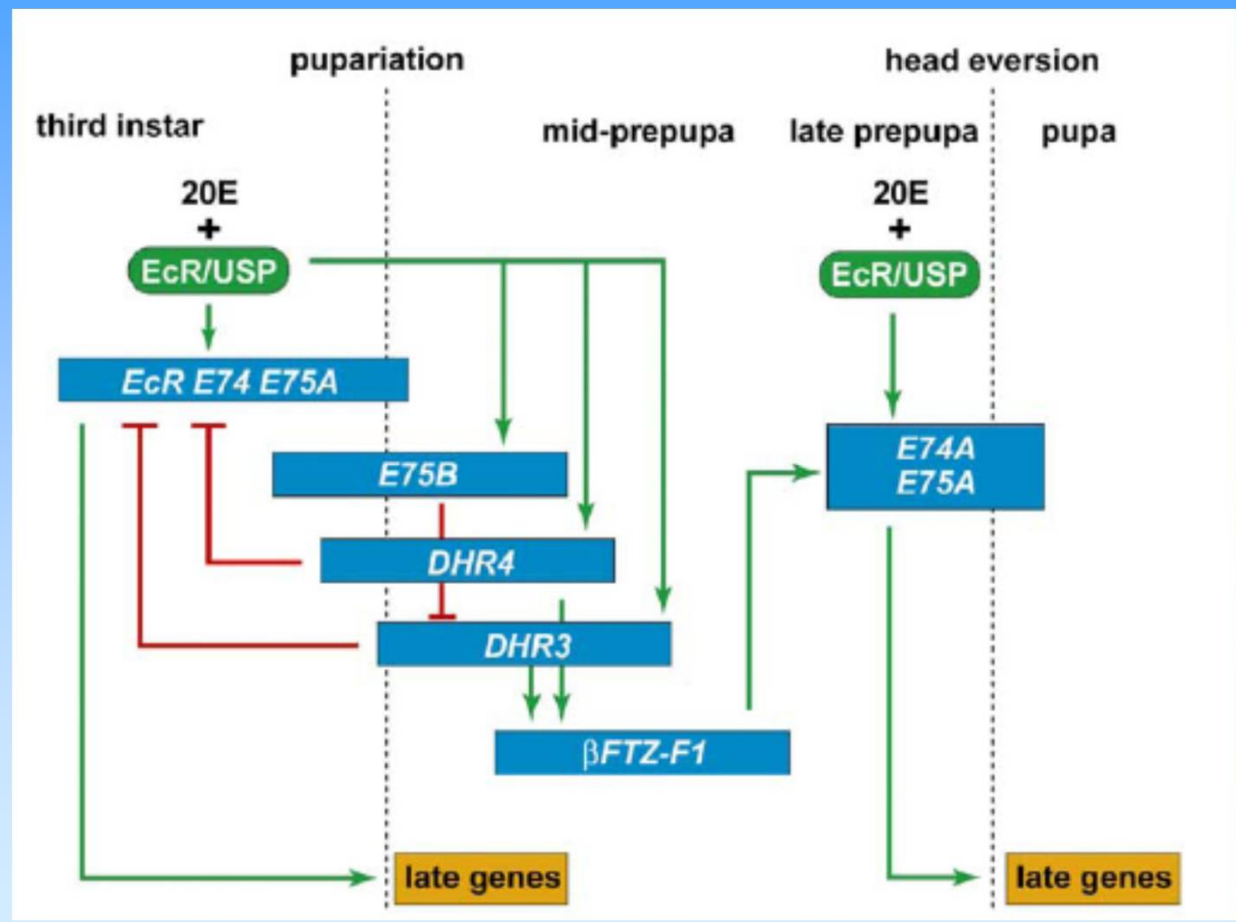 pupariation
head eversion
third instar
mid-prepupa
late prepupa
pupa
20E
+
EcR/USP
20E
+
EcR/USP
EcR E74 E75A
E75B
DHR4
DHR3
βFTZ-F1
E74A
E75A
late genes
late genes